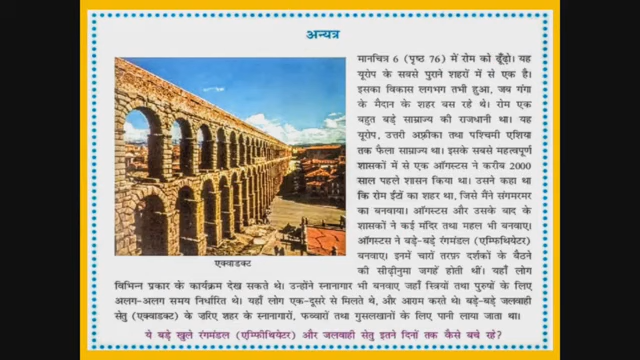 अन्यत्र
मानचित्र 6 (पृष्ठ 76) में रोम को ढूँढ़ो। यह
यूरोप के सबसे पुराने शहरों में से एक है।
इसका विकास लगभग तभी हुआ, जब गंगा
के मैदान के शहर बस रहे थे। रोम एक
बहुत बड़े साम्राज्य की राजधानी था। यह
यूरोप, उत्तरी अफ़्रीका तथा पश्चिमी एशिया
तक फैला साम्राज्य था। इसके सबसे महत्वपूर्ण
शासकों में से एक ऑगस्टस ने करीब 2000
साल पहले शासन किया था। उसने कहा था
कि रोम ईंटों का शहर था, जिसे मैंने संगमरमर
का बनवाया। ऑगस्टस और उसके बाद के
शासकों ने कई मंदिर तथा महल भी बनवाए।
ऑगस्टस ने बड़े-बड़े रंगमंडल (एम्फिथियेटर)
बनवाए। इनमें चारों तरफ़ दर्शकों के बैठने
की सीढ़ीनुमा जगहें होती थीं। यहाँ लोग
एक्वाडक्ट
विभिन्न प्रकार के कार्यक्रम देख सकते थे। उन्होंने स्नानागार भी बनवाए जहाँ स्त्रियों तथा पुरुषों के लिए
अलग-अलग समय निर्धारित थे। यहाँ लोग एक-दूसरे से मिलते थे, और आराम करते थे। बड़े-बड़े जलवाही
सेतु (एक्वाडक्ट) के जरिए शहर के स्नानागारों, फव्वारों तथा गुसलखानों के लिए पानी लाया जाता था।
ये बड़े खुले रंगमंडल (एम्फिथियेटर) और जलवाही सेतु इतने दिनों तक कैसे बचे रहे?